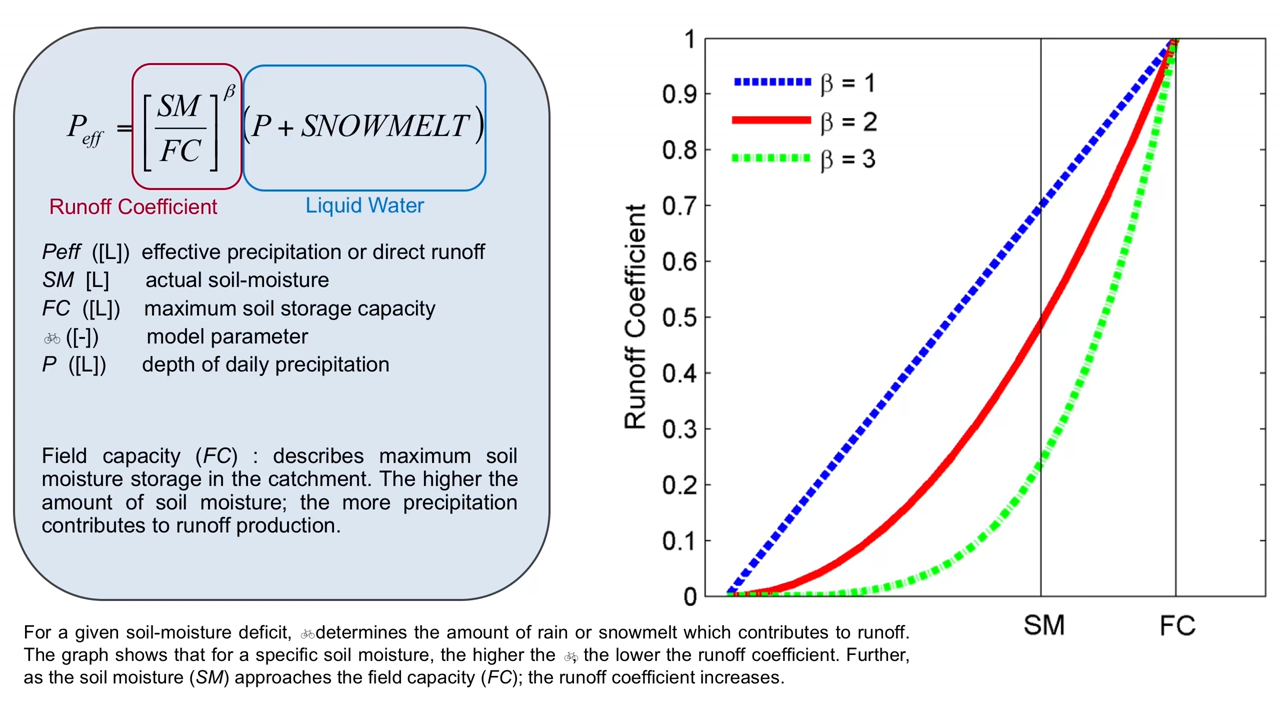 P_eff = [SM/FC]^β (P + SNOWMELT)
Runoff Coefficient
Liquid Water
Peff ([L]) effective precipitation or direct runoff
SM [L] actual soil-moisture
FC ([L]) maximum soil storage capacity
🚲 ([-]) model parameter
P ([L]) depth of daily precipitation
Field capacity (FC) : describes maximum soil
moisture storage in the catchment. The higher the
amount of soil moisture; the more precipitation
contributes to runoff production.
For a given soil-moisture deficit, 🚲determines the amount of rain or snowmelt which contributes to runoff.
The graph shows that for a specific soil moisture, the higher the 🚲, the lower the runoff coefficient. Further,
as the soil moisture (SM) approaches the field capacity (FC); the runoff coefficient increases.
Runoff Coefficient
1
0.9
0.8
0.7
0.6
0.5
0.4
0.3
0.2
0.1
0
β = 1
β = 2
β = 3
SM
FC